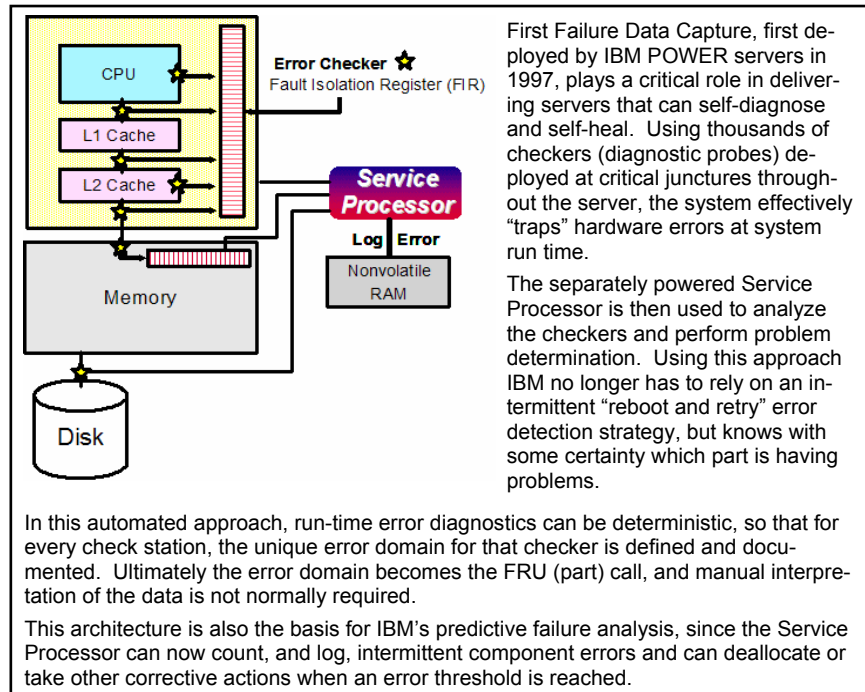 CPU
L1 Cache
L2 Cache
Error Checker
Fault Isolation Register (FIR)
Service
Processor
Log Error
Nonvolatile
RAM
Memory
Disk
First Failure Data Capture, first de-
ployed by IBM POWER servers in
1997, plays a critical role in deliver-
ing servers that can self-diagnose
and self-heal.  Using thousands of
checkers (diagnostic probes) de-
ployed at critical junctures through-
out the server, the system effectively
“traps” hardware errors at system
run time.
The separately powered Service
Processor is then used to analyze
the checkers and perform problem
determination.  Using this approach
IBM no longer has to rely on an in-
termittent “reboot and retry” error
detection strategy, but knows with
some certainty which part is having
problems.
In this automated approach, run-time error diagnostics can be deterministic, so that for
every check station, the unique error domain for that checker is defined and docu-
mented.  Ultimately the error domain becomes the FRU (part) call, and manual interpre-
tation of the data is not normally required.
This architecture is also the basis for IBM’s predictive failure analysis, since the Service
Processor can now count, and log, intermittent component errors and can deallocate or
take other corrective actions when an error threshold is reached.